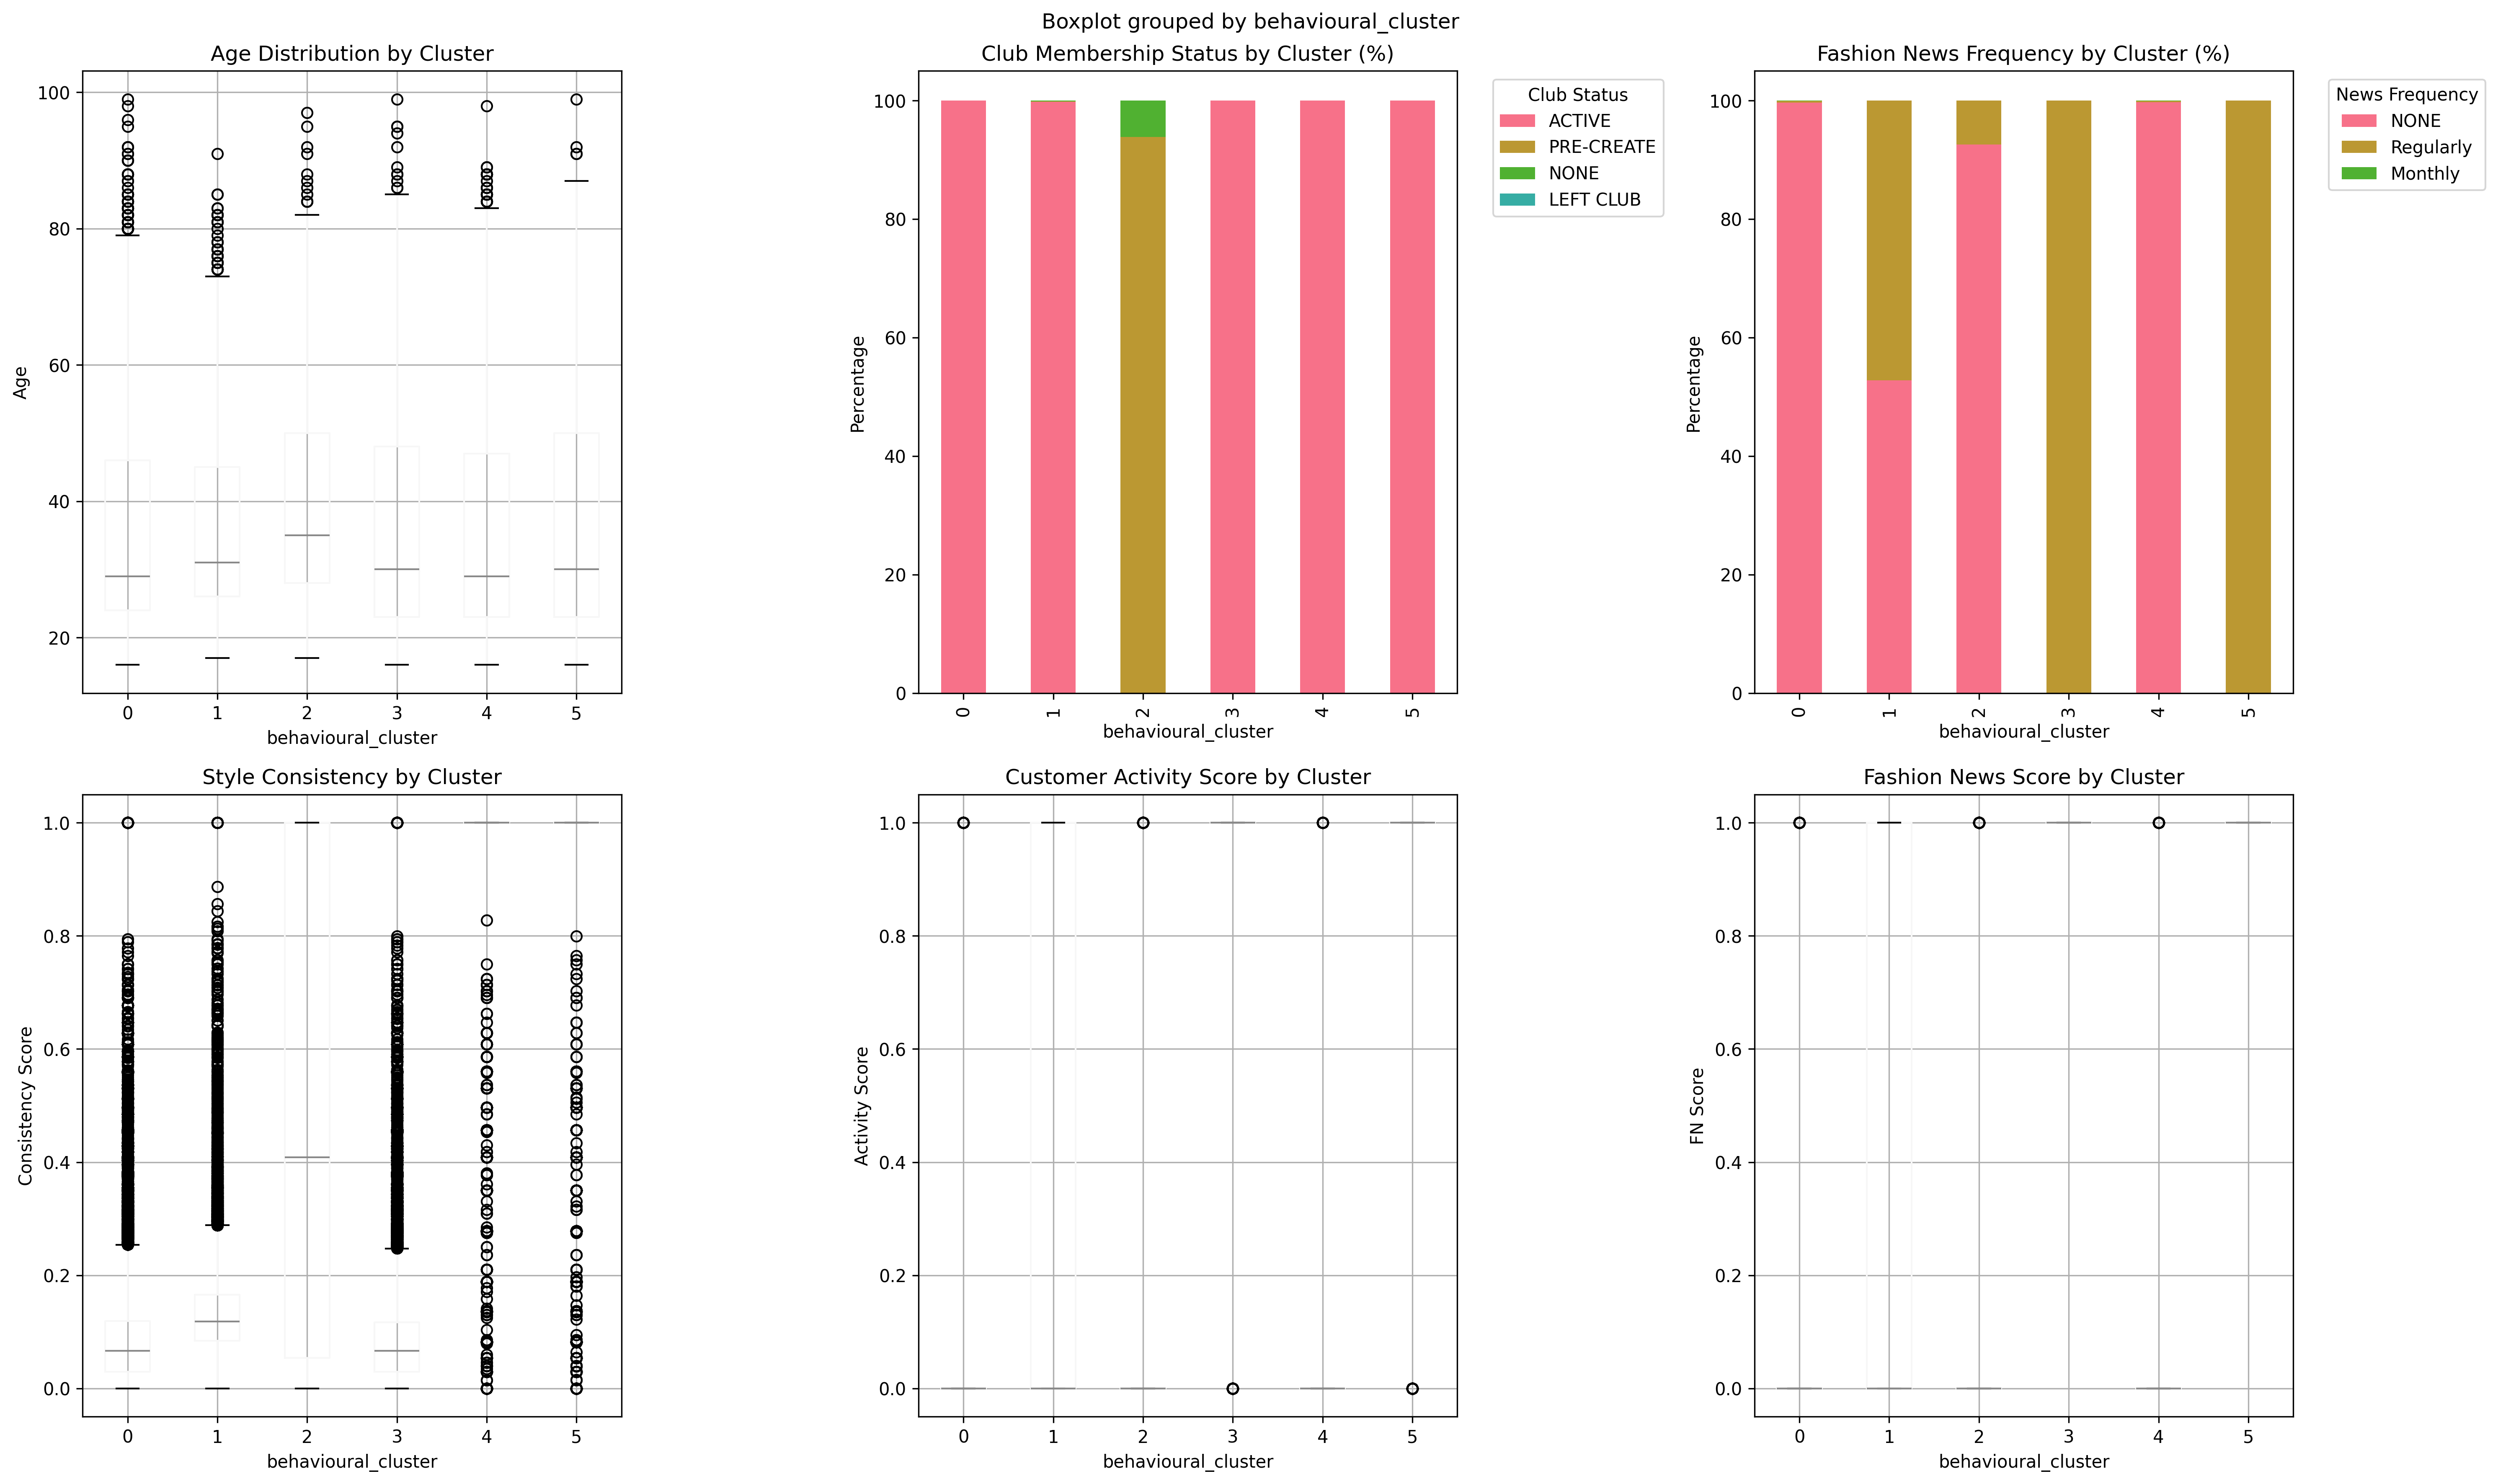 Boxplot grouped by behavioural_cluster
Age Distribution by Cluster
100
80
60
40
20
Age
0 1 2 3 4 5
behavioural_cluster
Club Membership Status by Cluster (%)
100
80
60
40
20
0
Percentage
0 1 2 3 4 5
behavioural_cluster
Club Status
ACTIVE
PRE-CREATE
NONE
LEFT CLUB
Fashion News Frequency by Cluster (%)
100
80
60
40
20
0
Percentage
0 1 2 3 4 5
behavioural_cluster
News Frequency
NONE
Regularly
Monthly
Style Consistency by Cluster
1.0
0.8
0.6
0.4
0.2
0.0
Consistency Score
0 1 2 3 4 5
behavioural_cluster
Customer Activity Score by Cluster
1.0
0.8
0.6
0.4
0.2
0.0
Activity Score
0 1 2 3 4 5
behavioural_cluster
Fashion News Score by Cluster
1.0
0.8
0.6
0.4
0.2
0.0
FN Score
0 1 2 3 4 5
behavioural_cluster